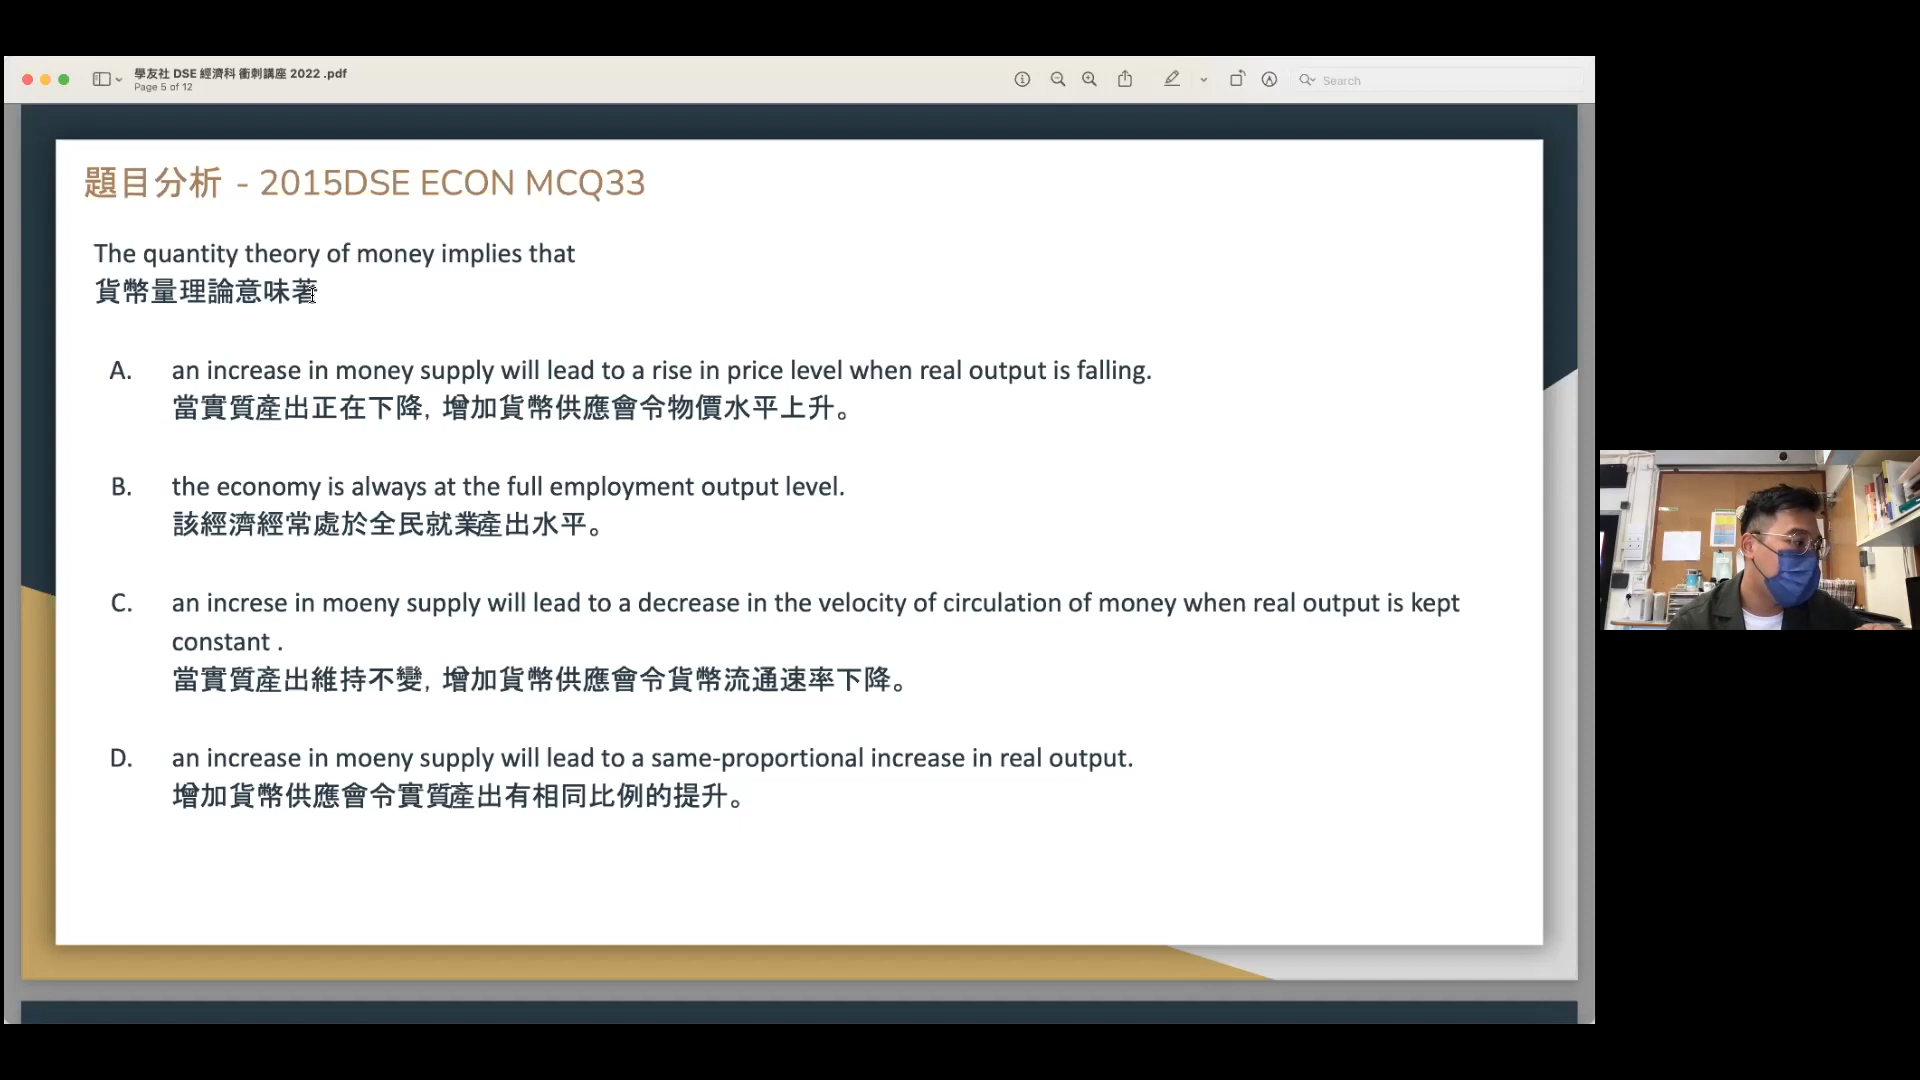 學友社 DSE 經濟科 衝刺講座 2022 .pdf
Page 5 of 12
Search
題目分析 - 2015DSE ECON MCQ33
The quantity theory of money implies that
貨幣量理論意味著
A. an increase in money supply will lead to a rise in price level when real output is falling.
當實質產出正在下降, 增加貨幣供應會令物價水平上升。
B. the economy is always at the full employment output level.
該經濟經常處於全民就業產出水平。
C. an increse in moeny supply will lead to a decrease in the velocity of circulation of money when real output is kept
constant .
當實質產出維持不變, 增加貨幣供應會令貨幣流通速率下降。
D. an increase in moeny supply will lead to a same-proportional increase in real output.
增加貨幣供應會令實質產出有相同比例的提升。